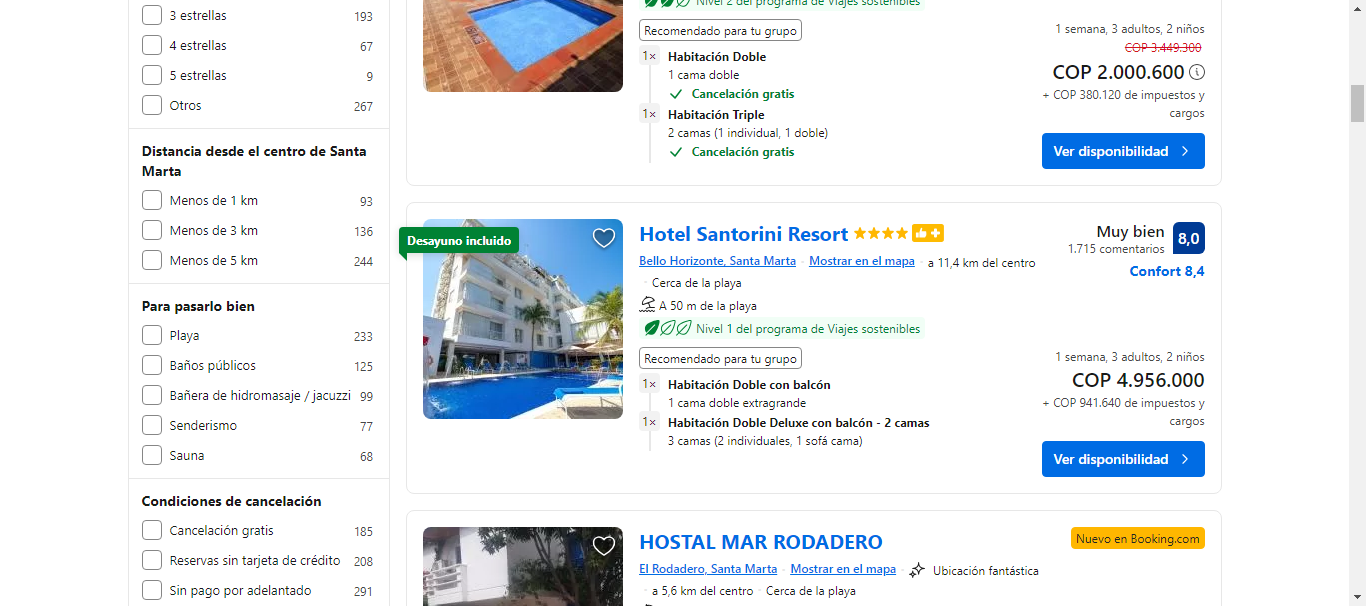 3 estrellas 193
4 estrellas 67
5 estrellas 9
Otros 267
Distancia desde el centro de Santa
Marta
Menos de 1 km 93
Menos de 3 km 136
Menos de 5 km 244
Para pasarlo bien
Playa 233
Baños públicos 125
Bañera de hidromasaje / jacuzzi 99
Senderismo 77
Sauna 68
Condiciones de cancelación
Cancelación gratis 185
Reservas sin tarjeta de crédito 208
Sin pago por adelantado 291
Nivel 2 del programa de Viajes sostenibles
Recomendado para tu grupo
1× Habitación Doble
1 cama doble
Cancelación gratis
1× Habitación Triple
2 camas (1 individual, 1 doble)
Cancelación gratis
1 semana, 3 adultos, 2 niños
COP 3.449.300
COP 2.000.600
+ COP 380.120 de impuestos y
cargos
Ver disponibilidad
Desayuno incluido
Hotel Santorini Resort
Bello Horizonte, Santa Marta · Mostrar en el mapa · a 11,4 km del centro
· Cerca de la playa
A 50 m de la playa
Nivel 1 del programa de Viajes sostenibles
Recomendado para tu grupo
1× Habitación Doble con balcón
1 cama doble extragrande
1× Habitación Doble Deluxe con balcón - 2 camas
3 camas (2 individuales, 1 sofá cama)
Muy bien 8,0
1.715 comentarios
Confort 8,4
1 semana, 3 adultos, 2 niños
COP 4.956.000
+ COP 941.640 de impuestos y
cargos
Ver disponibilidad
HOSTAL MAR RODADERO
El Rodadero, Santa Marta · Mostrar en el mapa · Ubicación fantástica
· a 5,6 km del centro · Cerca de la playa
Nuevo en Booking.com